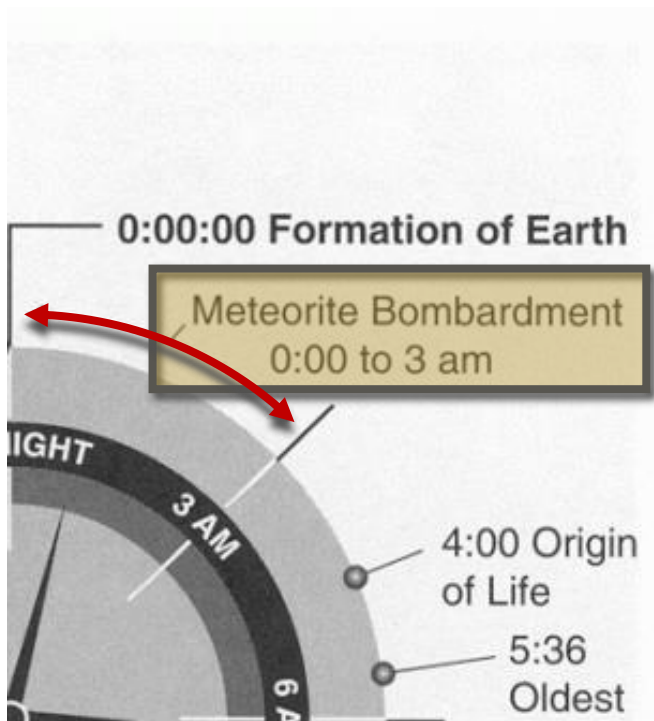 0:00:00 Formation of Earth
Meteorite Bombardment
0:00 to 3 am
IGHT
3 AM
4:00 Origin
of Life
5:36
Oldest
6 A